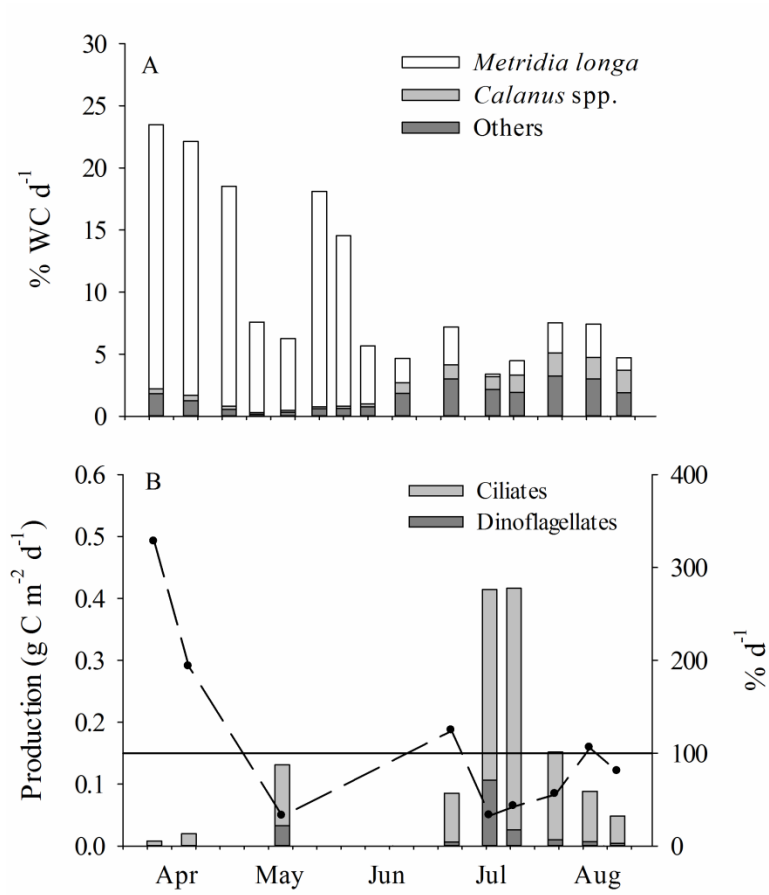 A
Metridia longa
Calanus spp.
Others
30
25
20
15
10
5
0
% WC d-1
B
Ciliates
Dinoflagellates
0.6
0.5
0.4
0.3
0.2
0.1
0.0
Production (g C m-2 d-1)
400
300
200
100
0
% d-1
Apr May Jun Jul Aug